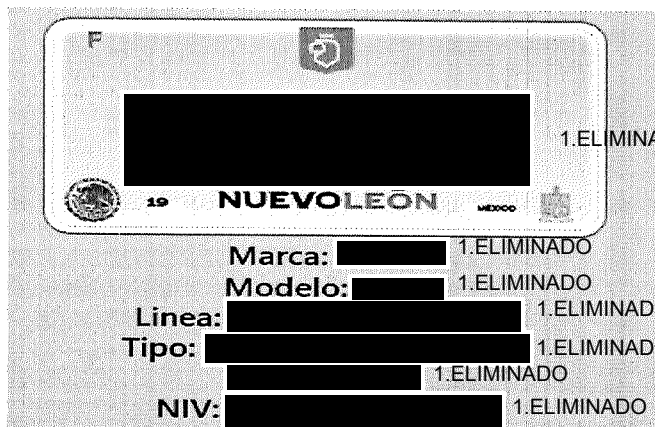 F
1.ELIMINA
19 NUEVOLEÓN MEXICO
Marca: 1.ELIMINADO
Modelo: 1.ELIMINADO
Linea: 1.ELIMINAD
Tipo: 1.ELIMINAD
1.ELIMINADO
NIV: 1.ELIMINADO